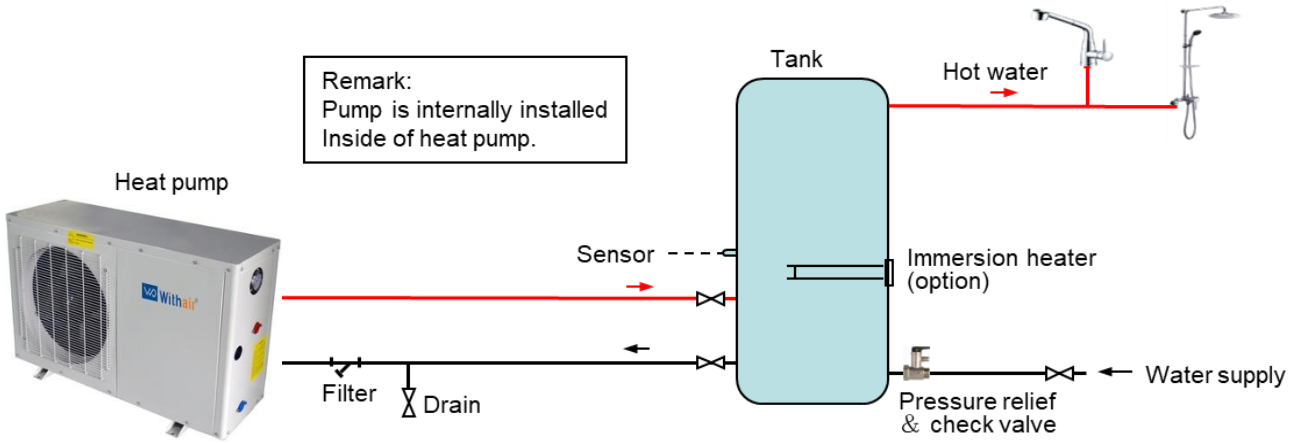 Remark:
Pump is internally installed
Inside of heat pump.
Tank
Hot water
Heat pump
Withair®
Sensor
Immersion heater
(option)
Filter
Drain
Pressure relief
& check valve
Water supply